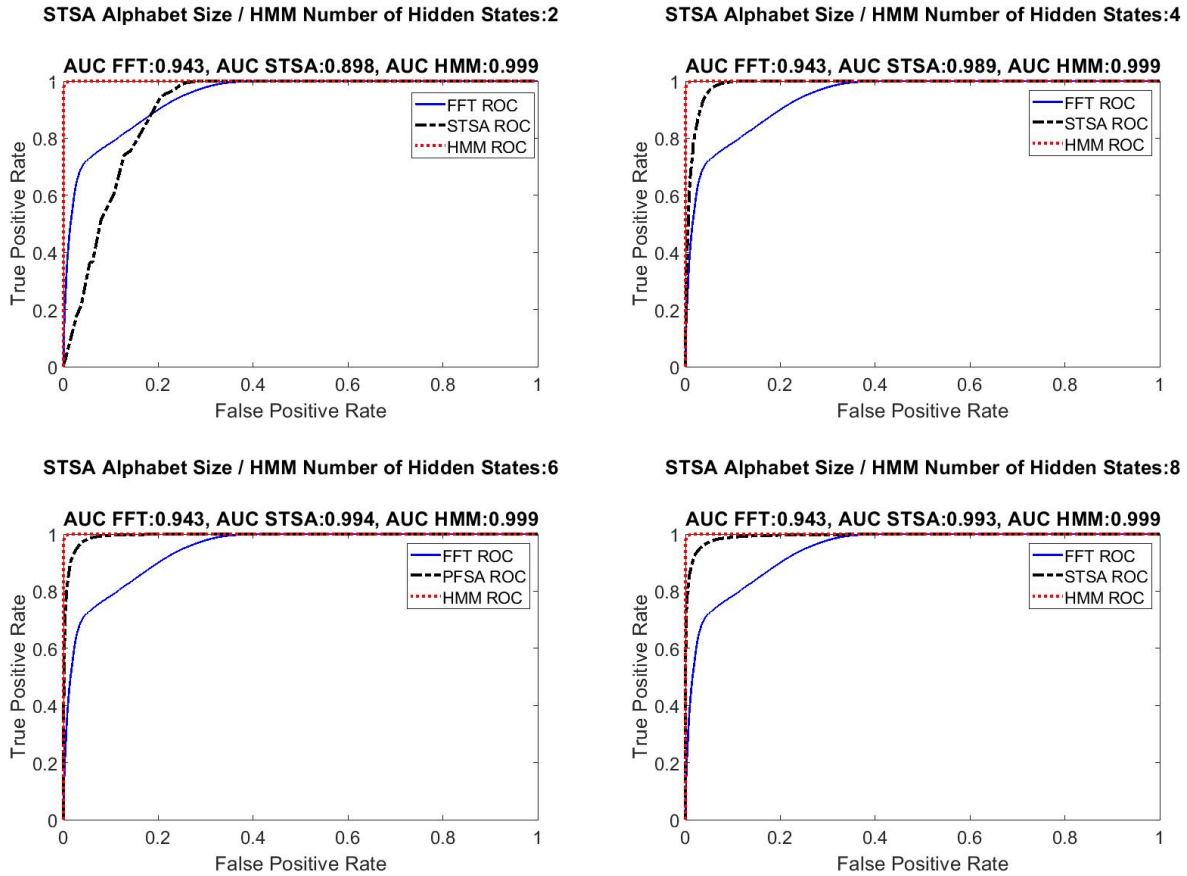 STSA Alphabet Size / HMM Number of Hidden States:2
AUC FFT:0.943, AUC STSA:0.898, AUC HMM:0.999
1
0.8
0.6
0.4
0.2
0
True Positive Rate
FFT ROC
STSA ROC
HMM ROC
0 0.2 0.4 0.6 0.8 1
False Positive Rate
STSA Alphabet Size / HMM Number of Hidden States:4
AUC FFT:0.943, AUC STSA:0.989, AUC HMM:0.999
1
0.8
0.6
0.4
0.2
0
True Positive Rate
FFT ROC
STSA ROC
HMM ROC
0 0.2 0.4 0.6 0.8 1
False Positive Rate
STSA Alphabet Size / HMM Number of Hidden States:6
AUC FFT:0.943, AUC STSA:0.994, AUC HMM:0.999
1
0.8
0.6
0.4
0.2
0
True Positive Rate
FFT ROC
PFSA ROC
HMM ROC
0 0.2 0.4 0.6 0.8 1
False Positive Rate
STSA Alphabet Size / HMM Number of Hidden States:8
AUC FFT:0.943, AUC STSA:0.993, AUC HMM:0.999
1
0.8
0.6
0.4
0.2
0
True Positive Rate
FFT ROC
STSA ROC
HMM ROC
0 0.2 0.4 0.6 0.8 1
False Positive Rate